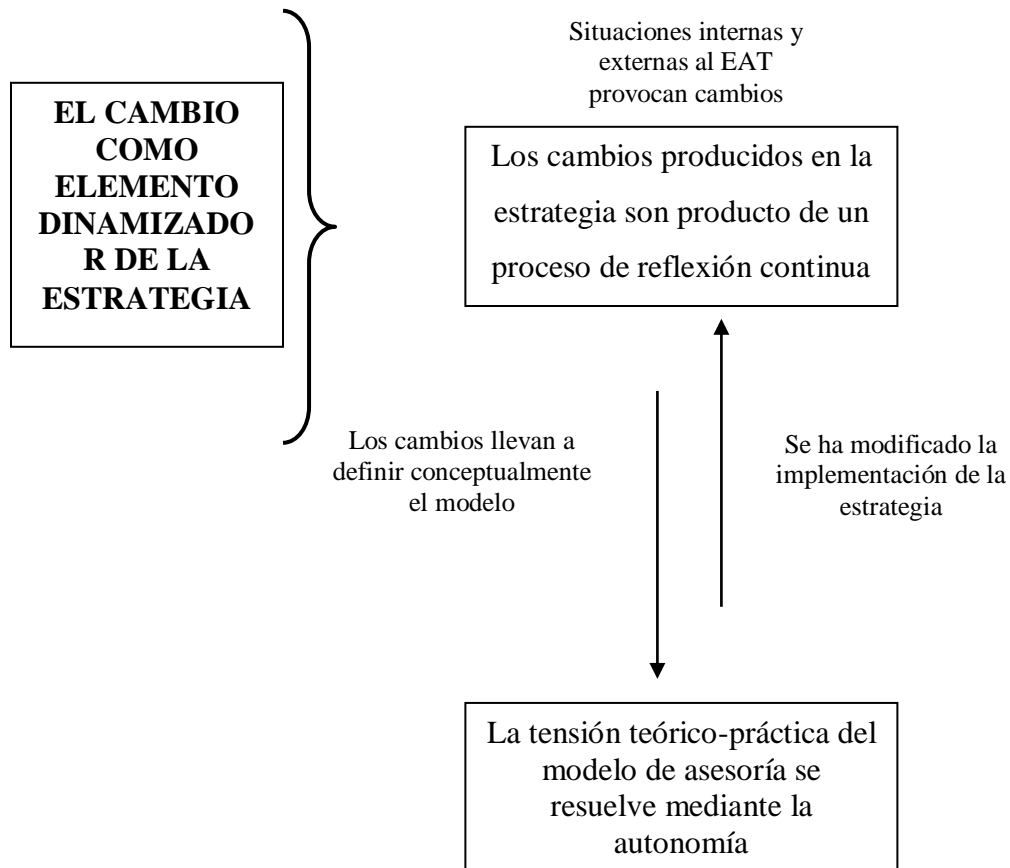 EL CAMBIO
COMO
ELEMENTO
DINAMIZADO
R DE LA
ESTRATEGIA
Situaciones internas y
externas al EAT
provocan cambios
Los cambios producidos en la
estrategia son producto de un
proceso de reflexión continua
Los cambios llevan a
definir conceptualmente
el modelo
Se ha modificado la
implementación de la
estrategia
La tensión teórico-práctica del
modelo de asesoría se
resuelve mediante la
autonomía